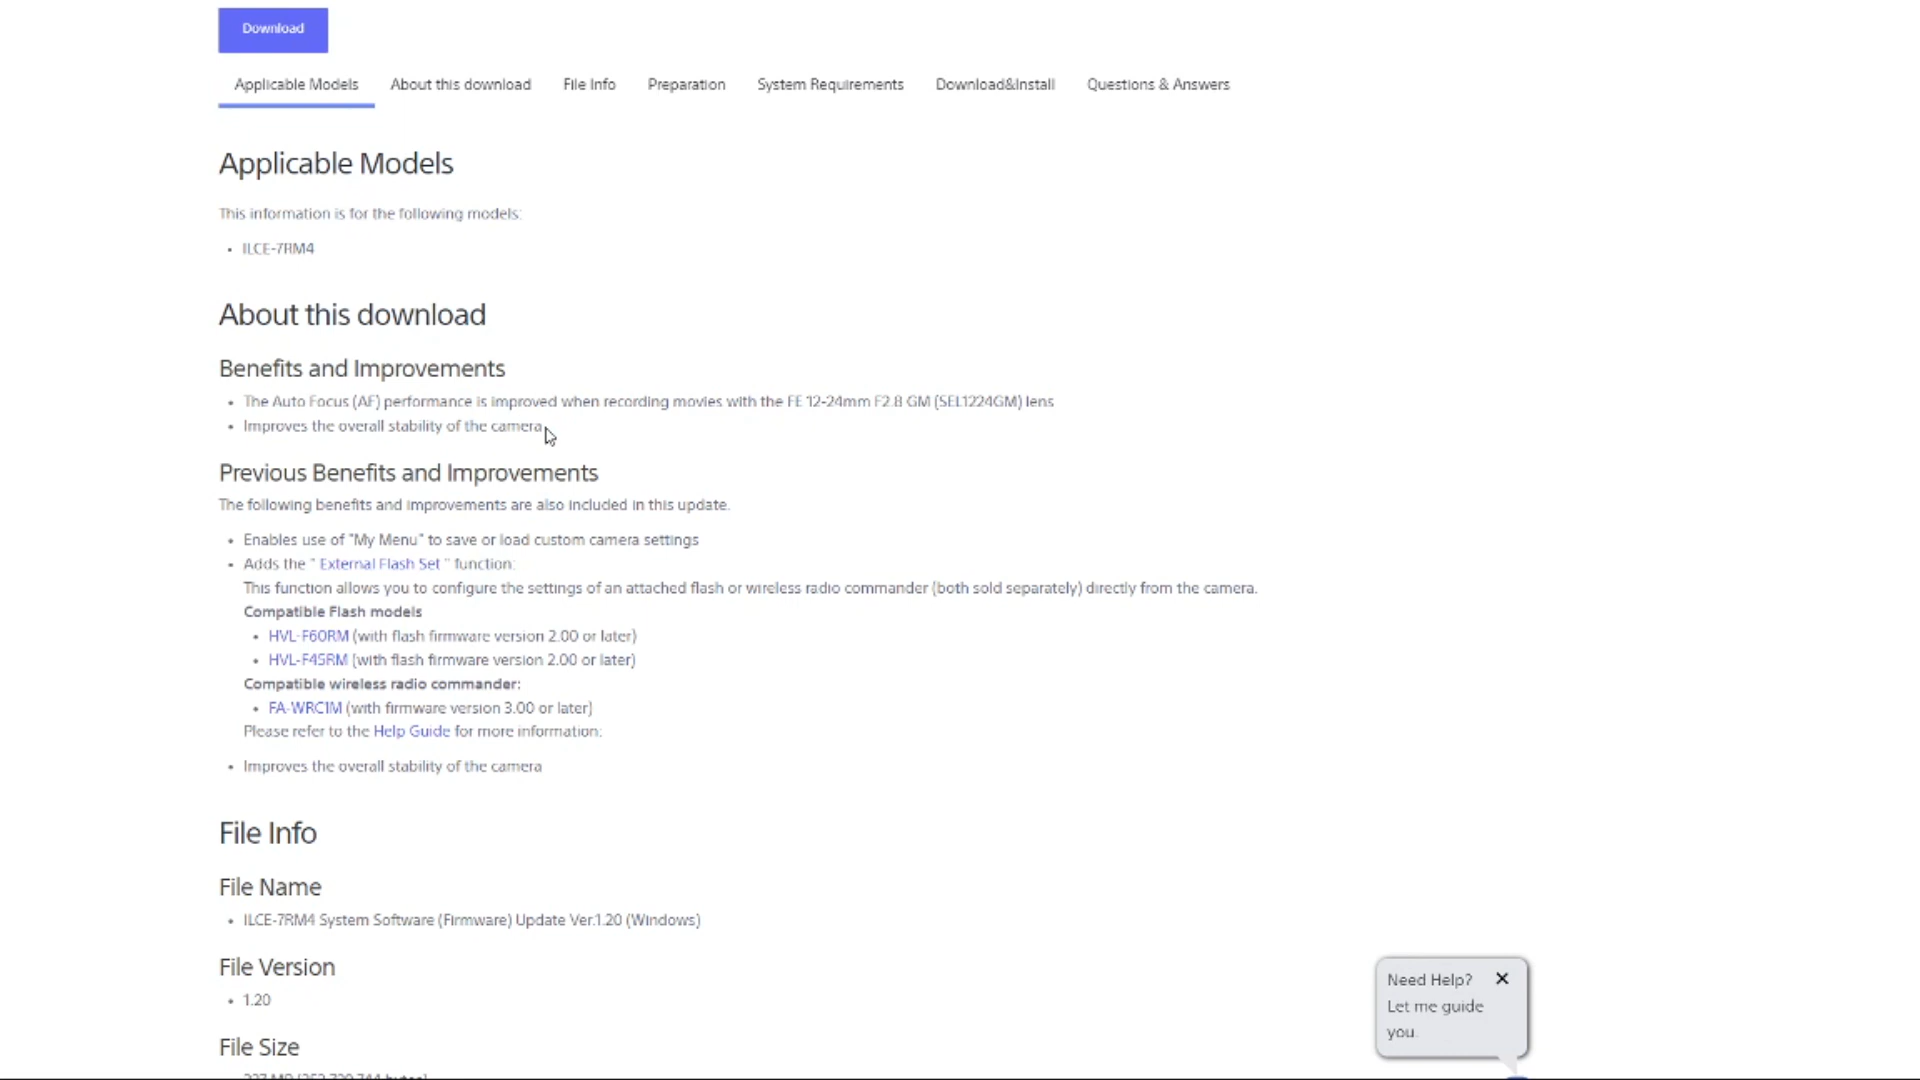 Download
Applicable Models
About this download
File Info
Preparation
System Requirements
Download&Install
Questions & Answers
Applicable Models
This information is for the following models:
• ILCE-7RM4
About this download
Benefits and Improvements
• The Auto Focus (AF) performance is improved when recording movies with the FE 12-24mm F2.8 GM (SEL1224GM) lens
• Improves the overall stability of the camera
Previous Benefits and Improvements
The following benefits and improvements are also included in this update.
• Enables use of "My Menu" to save or load custom camera settings
• Adds the " External Flash Set " function:
This function allows you to configure the settings of an attached flash or wireless radio commander (both sold separately) directly from the camera.
Compatible Flash models
• HVL-F60RM (with flash firmware version 2.00 or later)
• HVL-F45RM (with flash firmware version 2.00 or later)
Compatible wireless radio commander:
• FA-WRC1M (with firmware version 3.00 or later)
Please refer to the Help Guide for more information:
• Improves the overall stability of the camera
File Info
File Name
• ILCE-7RM4 System Software (Firmware) Update Ver.1.20 (Windows)
File Version
• 1.20
File Size
Need Help?
Let me guide
you.